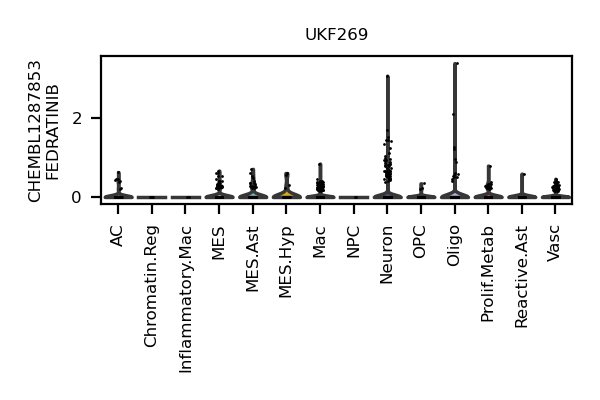 UKF269
CHEMBL1287853
FEDRATINIB
2
0
AC
Chromatin.Reg
Inflammatory.Mac
MES
MES.Ast
MES.Hyp
Mac
NPC
Neuron
OPC
Oligo
Prolif.Metab
Reactive.Ast
Vasc